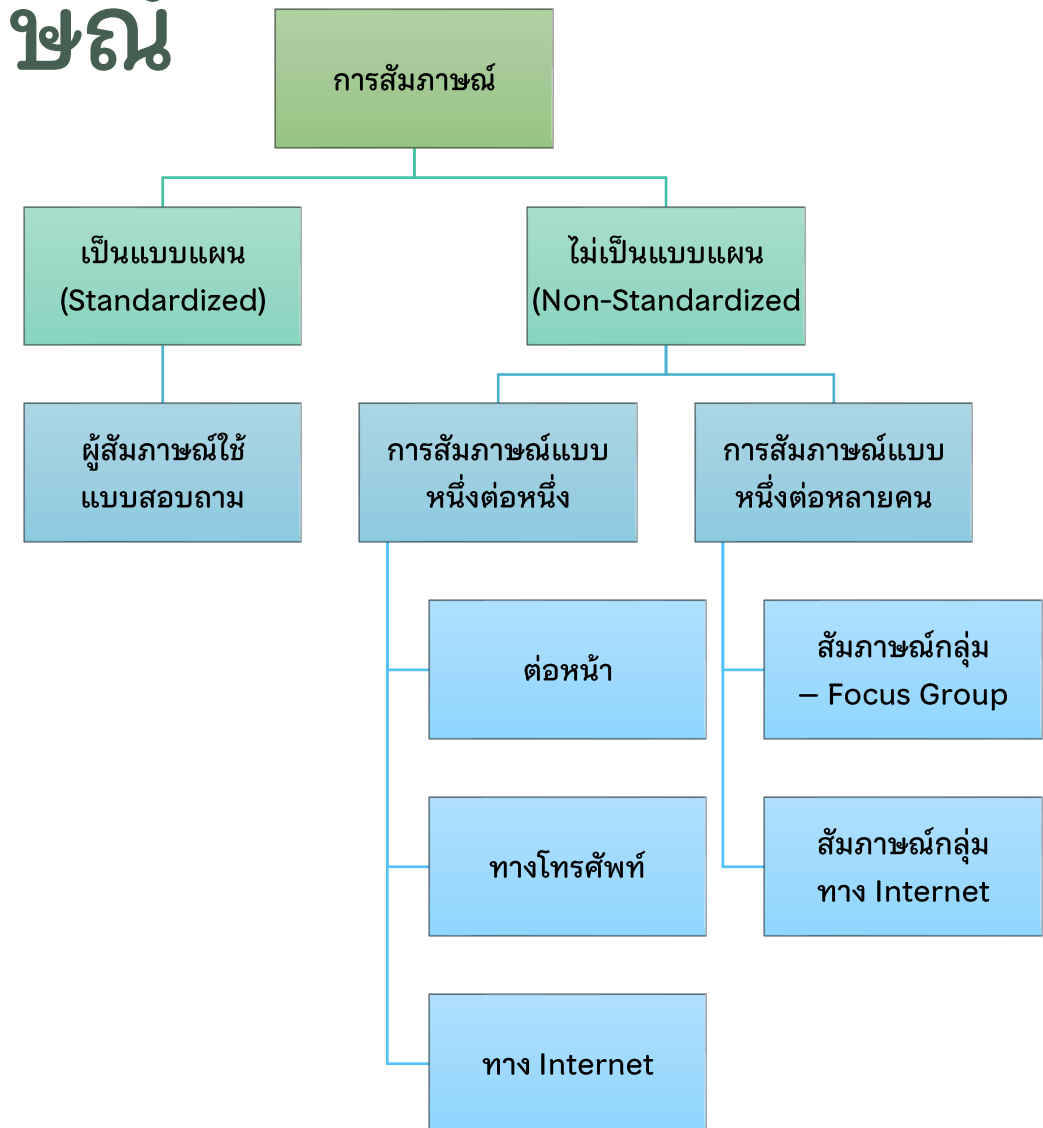 ษณ์
การสัมภาษณ์
เป็นแบบแผน
(Standardized)
ไม่เป็นแบบแผน
(Non-Standardized
ผู้สัมภาษณ์ใช้
แบบสอบถาม
การสัมภาษณ์แบบ
หนึ่งต่อหนึ่ง
การสัมภาษณ์แบบ
หนึ่งต่อหลายคน
ต่อหน้า
สัมภาษณ์กลุ่ม
– Focus Group
ทางโทรศัพท์
สัมภาษณ์กลุ่ม
ทาง Internet
ทาง Internet